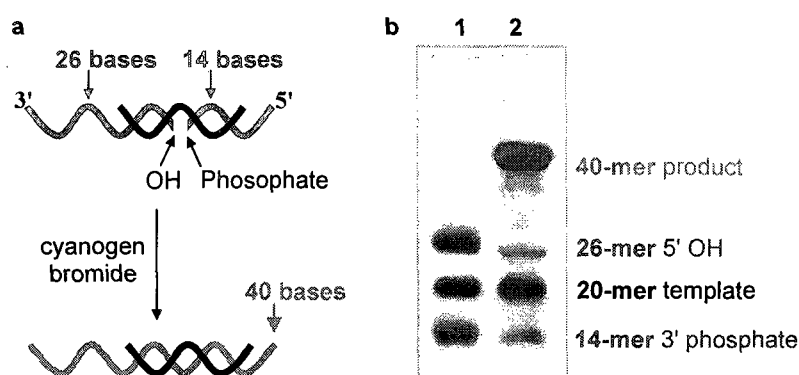 a
26 bases 14 bases
3' 5'
OH Phosophate
cyanogen
bromide
40 bases
b
1 2
40-mer product
26-mer 5' OH
20-mer template
14-mer 3' phosphate